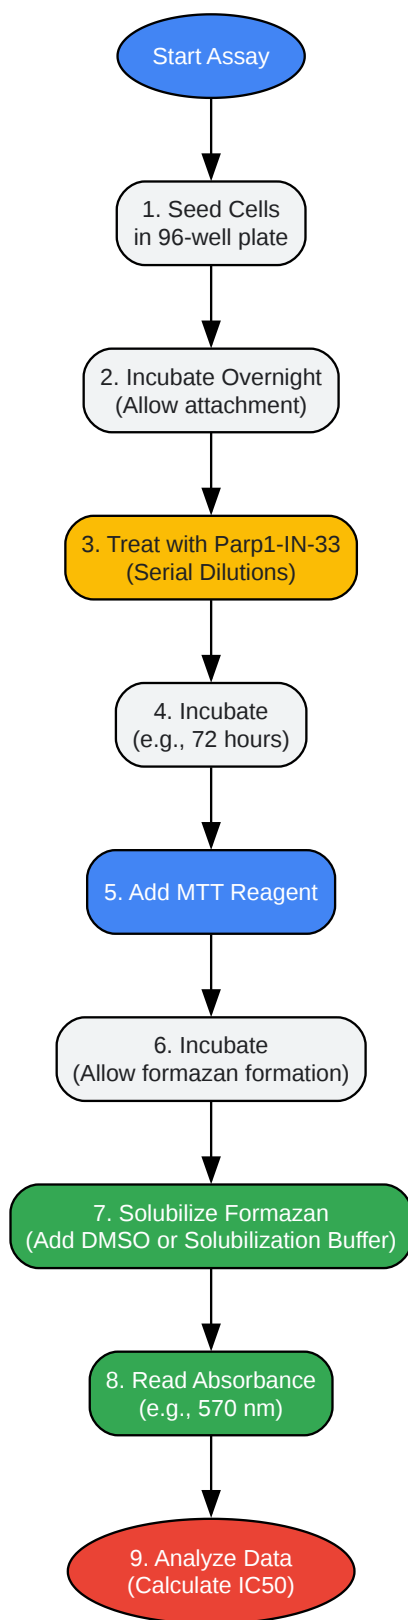 Start Assay
1. Seed Cells
in 96-well plate
2. Incubate Overnight
(Allow attachment)
3. Treat with Parp1-IN-33
(Serial Dilutions)
4. Incubate
(e.g., 72 hours)
5. Add MTT Reagent
6. Incubate
(Allow formazan formation)
7. Solubilize Formazan
(Add DMSO or Solubilization Buffer)
8. Read Absorbance
(e.g., 570 nm)
9. Analyze Data
(Calculate IC50)